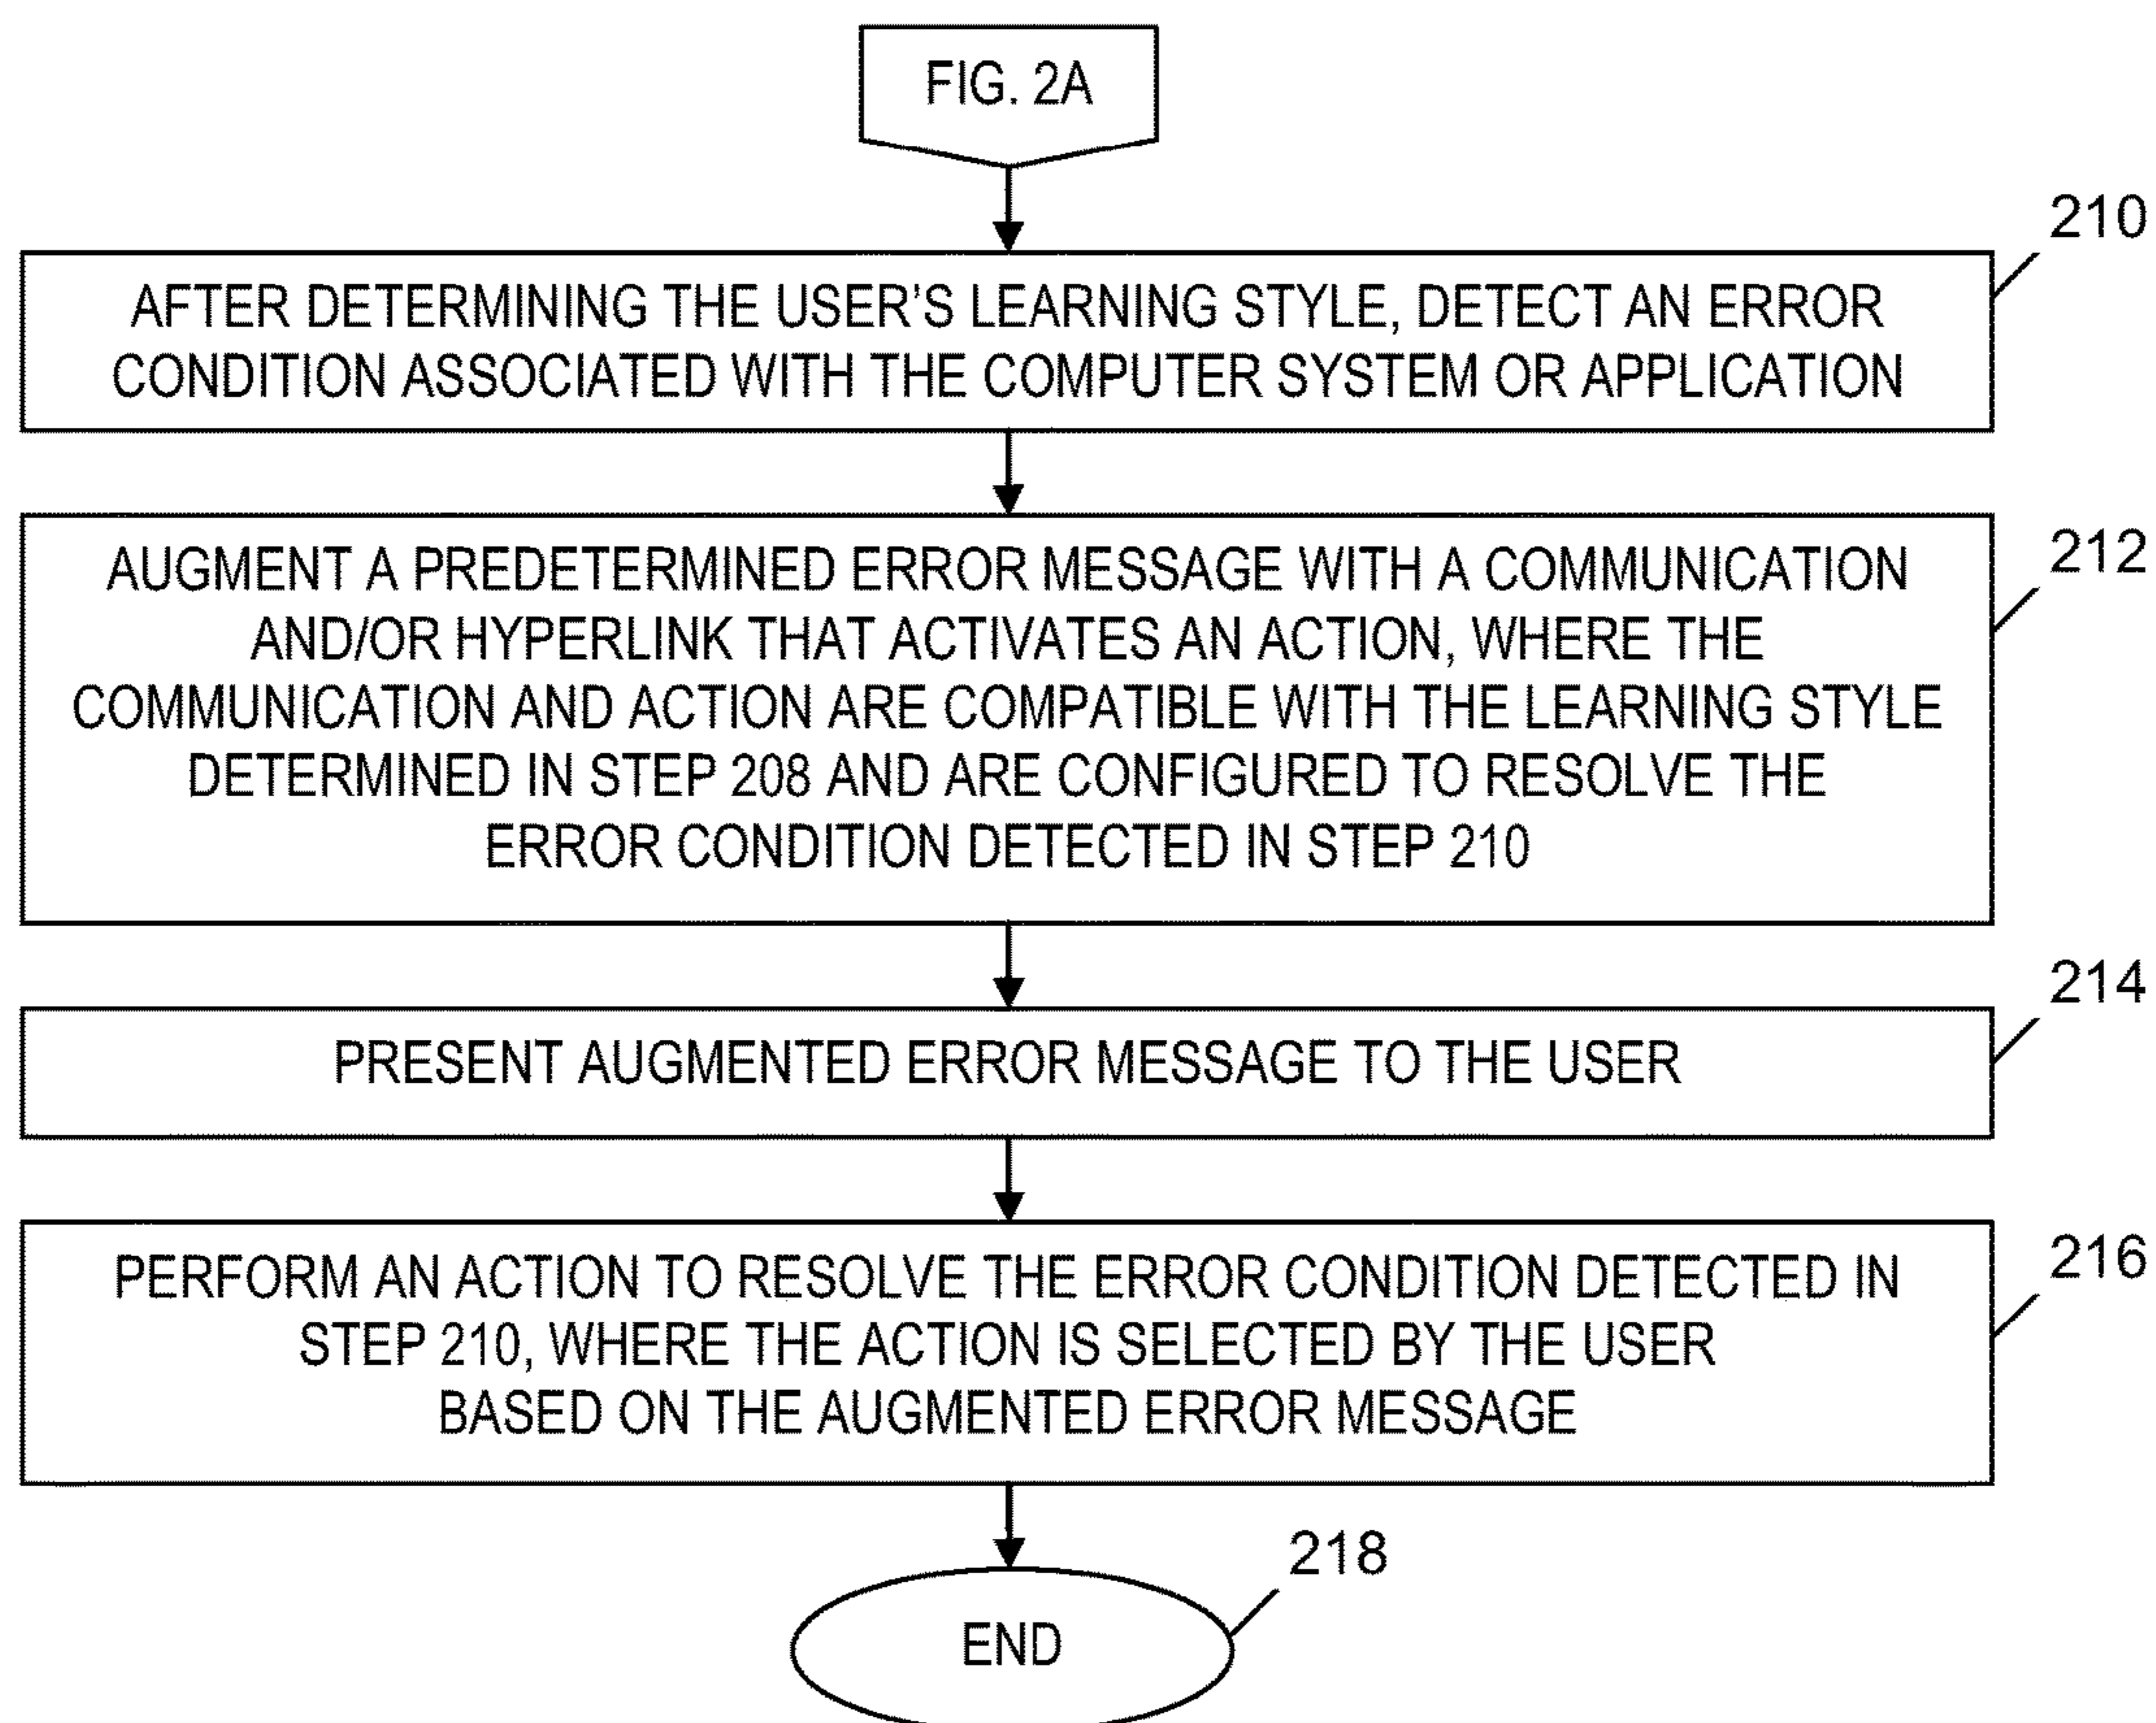 FIG. 2A
210
AFTER DETERMINING THE USER'S LEARNING STYLE, DETECT AN ERROR
CONDITION ASSOCIATED WITH THE COMPUTER SYSTEM OR APPLICATION
212
AUGMENT A PREDETERMINED ERROR MESSAGE WITH A COMMUNICATION
AND/OR HYPERLINK THAT ACTIVATES AN ACTION, WHERE THE
COMMUNICATION AND ACTION ARE COMPATIBLE WITH THE LEARNING STYLE
DETERMINED IN STEP 208 AND ARE CONFIGURED TO RESOLVE THE
ERROR CONDITION DETECTED IN STEP 210
214
PRESENT AUGMENTED ERROR MESSAGE TO THE USER
216
PERFORM AN ACTION TO RESOLVE THE ERROR CONDITION DETECTED IN
STEP 210, WHERE THE ACTION IS SELECTED BY THE USER
BASED ON THE AUGMENTED ERROR MESSAGE
218
END